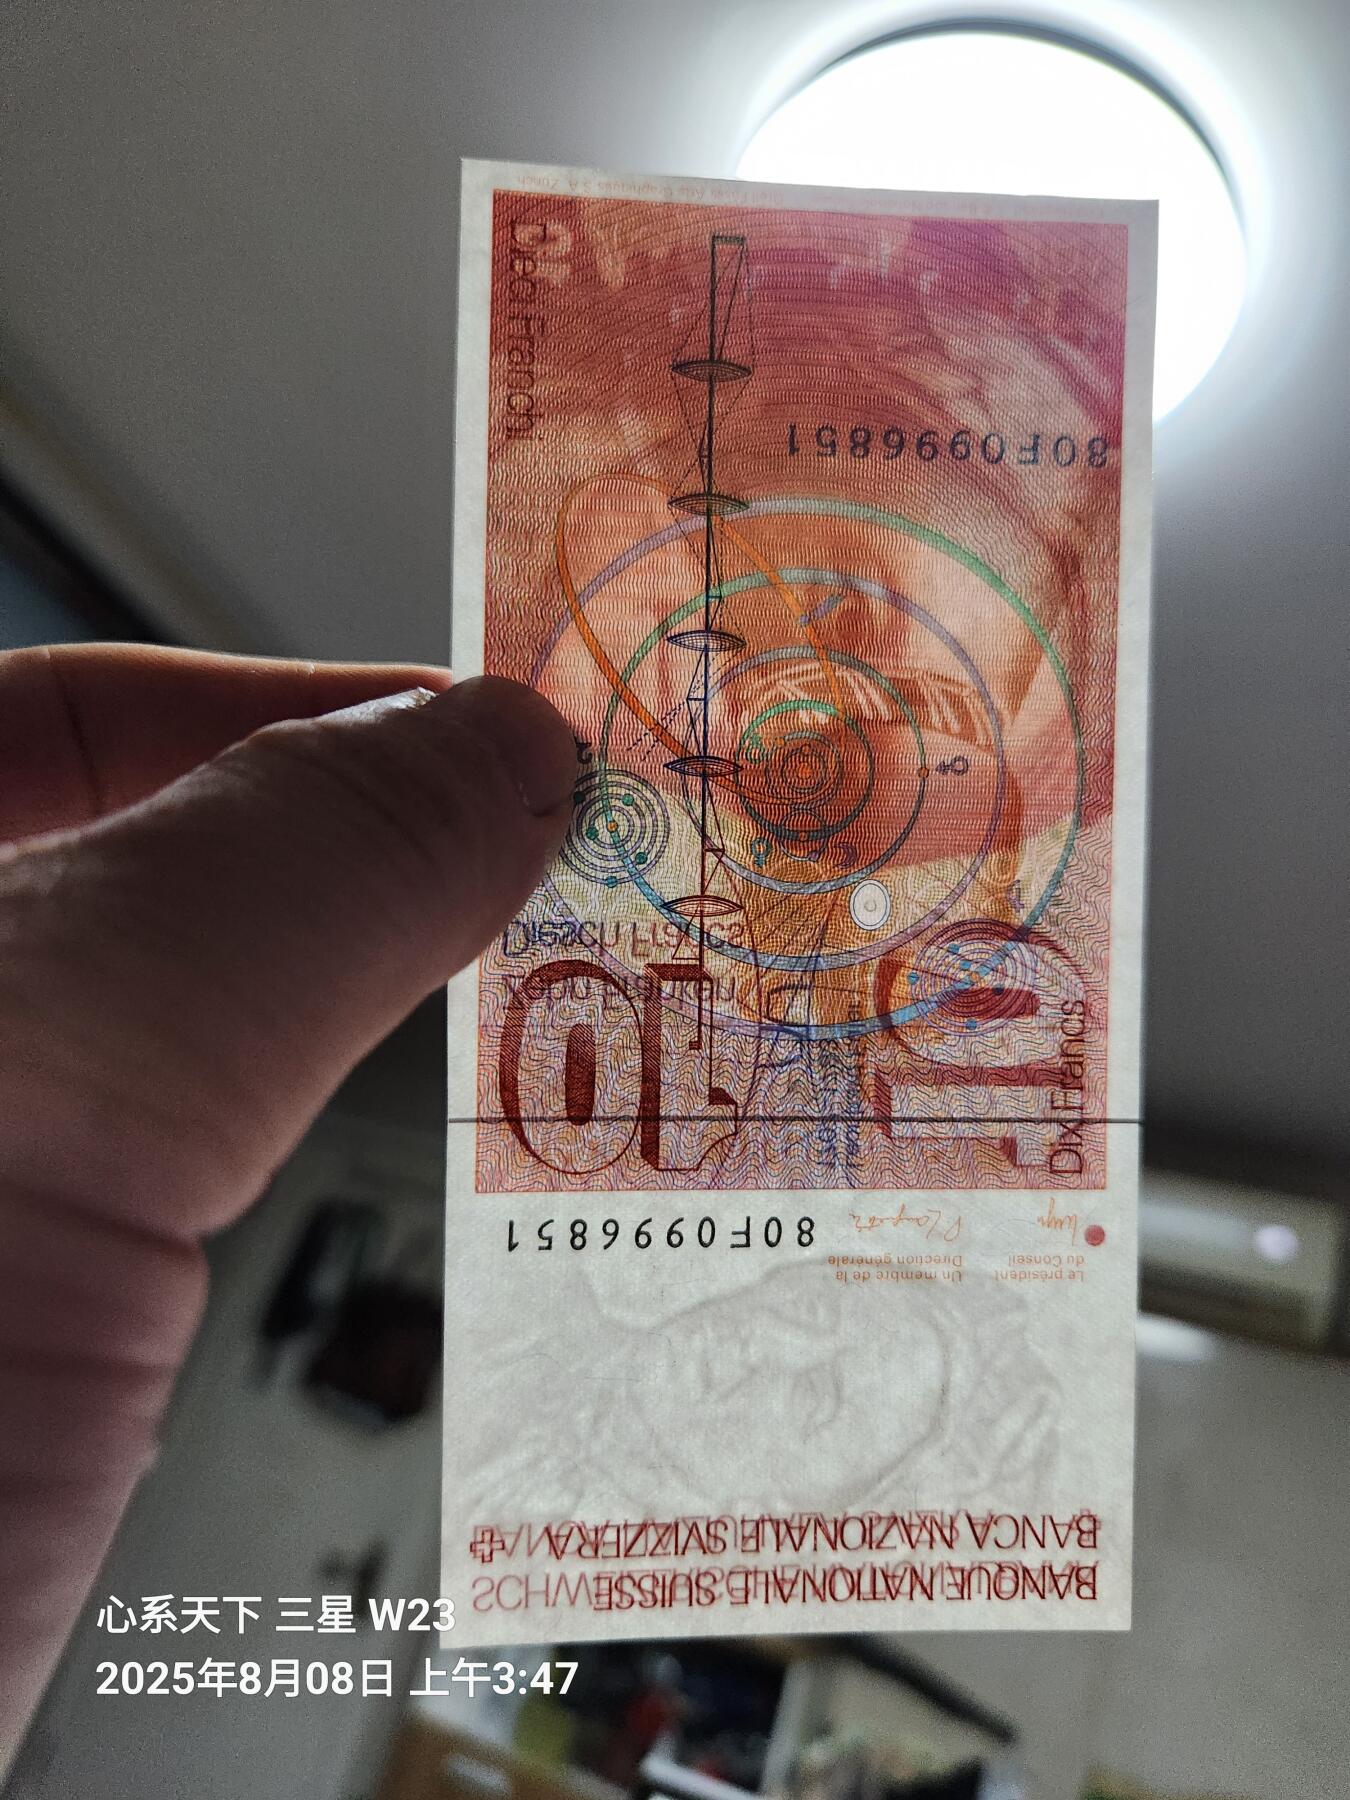 Dieci Franchi
80F0996851
Dix Francs
10
10
80F0996851
Le président
du Conseil
Un membre de la
Direction générale
BANCA NAZIONALE SVIZZERA
BANQUE NATIONALE SUISSE
心系天下 三星 W23
2025年8月08日 上午3:47